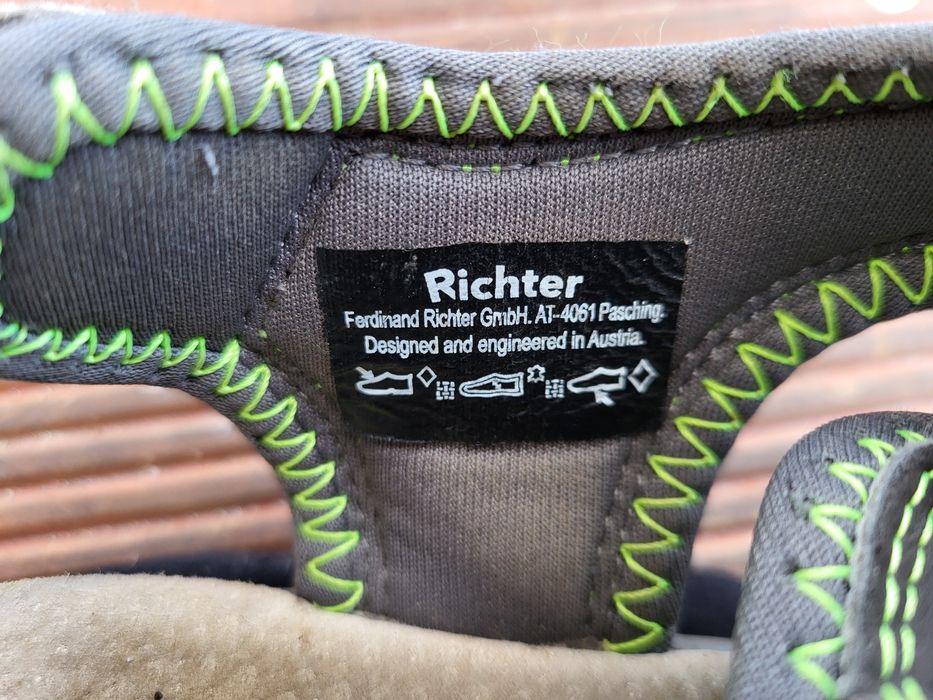 Richter
Ferdinand Richter GmbH. AT-4061 Pasching.
Designed and engineered in Austria.